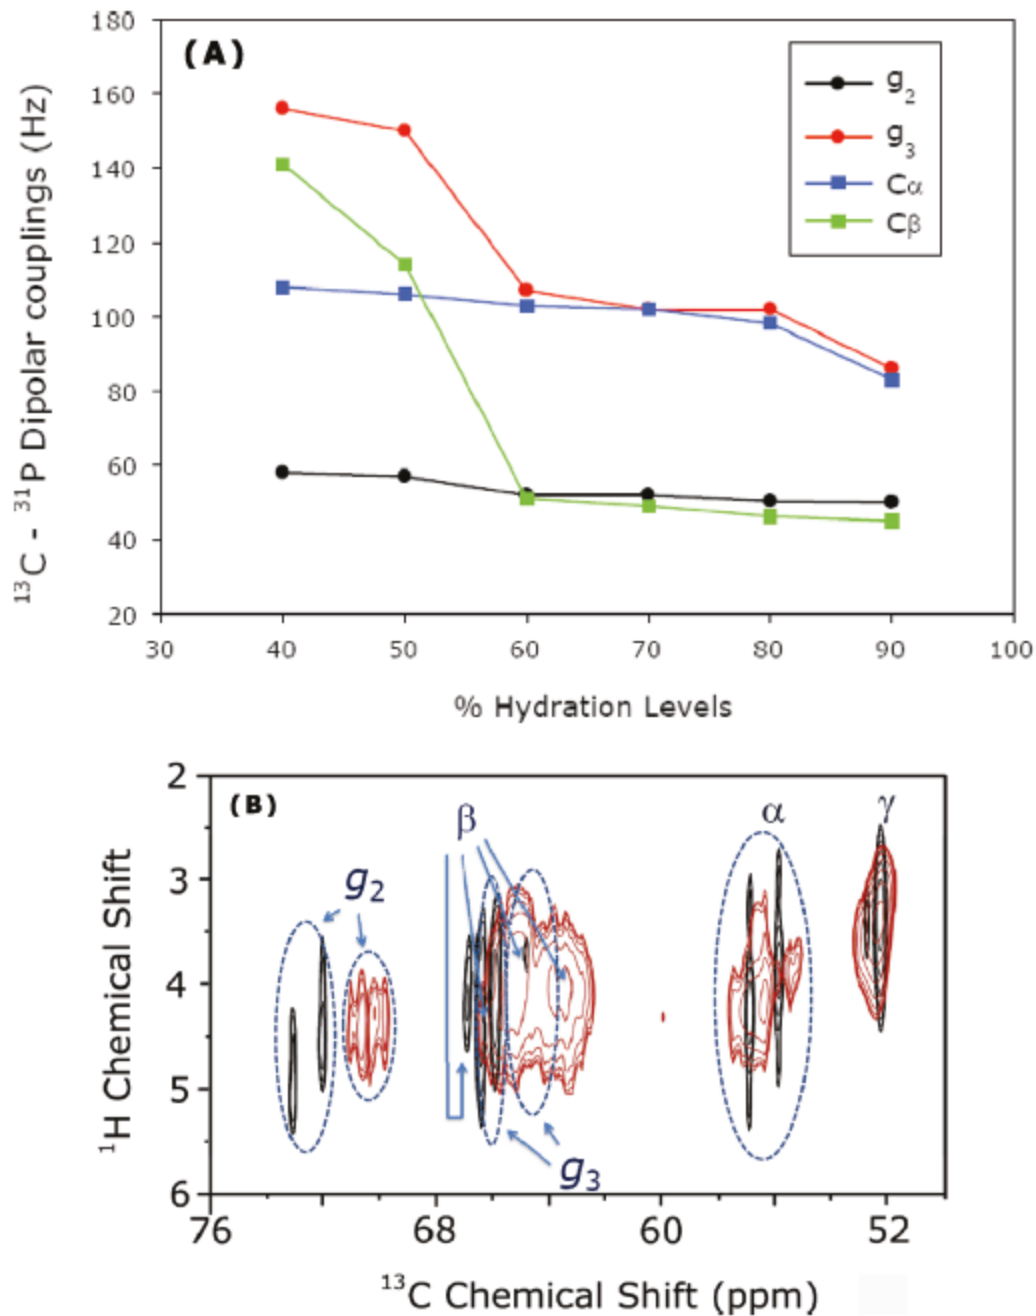 (A)
180
160
140
120
100
80
60
40
20
30 40 50 60 70 80 90 100
¹³C - ³¹P Dipolar couplings (Hz)
% Hydration Levels
g₂
g₃
Cα
Cβ
(B)
2
3
4
5
6
76 68 60 52
¹H Chemical Shift
¹³C Chemical Shift (ppm)
g₂
β
α
γ
g₃